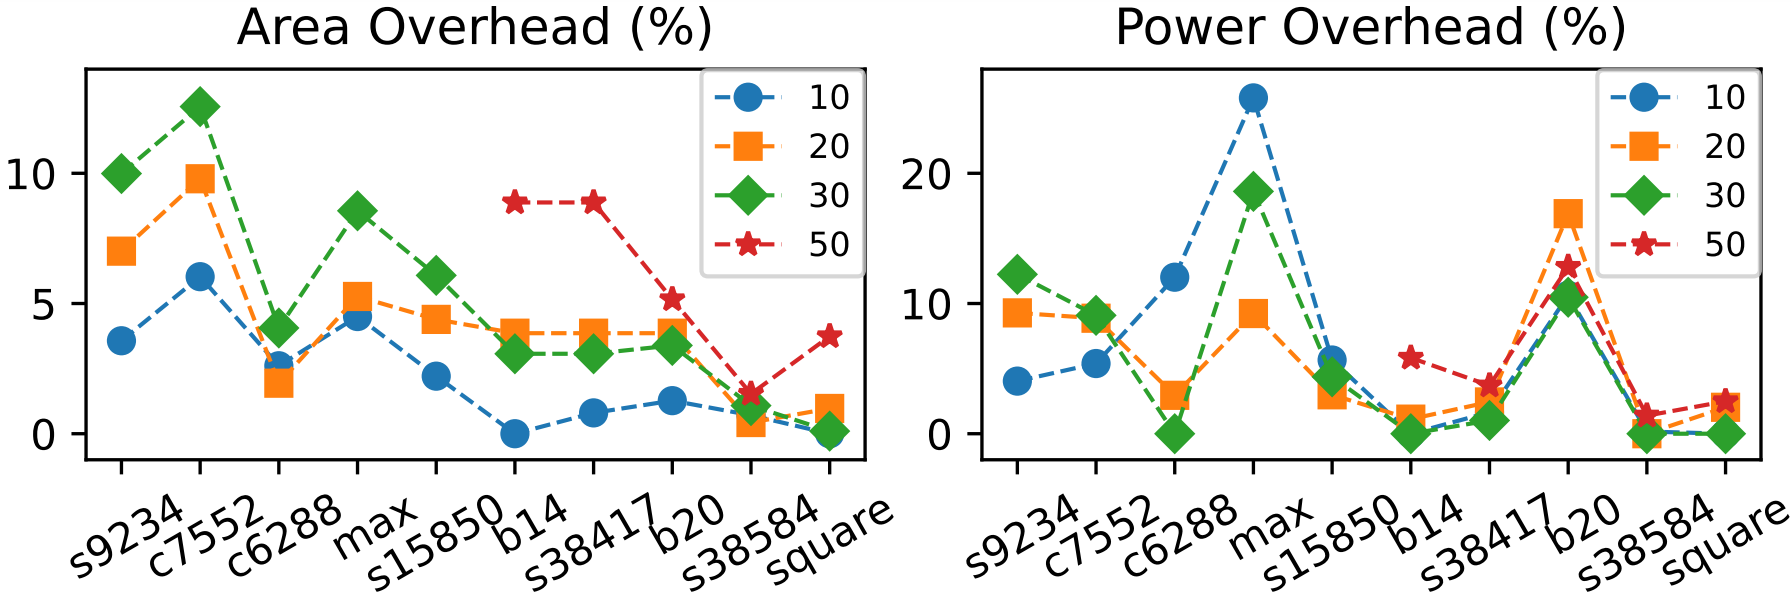 Area Overhead (%)
10
5
0
10
20
30
50
s9234
c7552
c6288
max
s15850
b14
s38417
b20
s38584
square
Power Overhead (%)
20
10
0
10
20
30
50
s9234
c7552
c6288
max
s15850
b14
s38417
b20
s38584
square